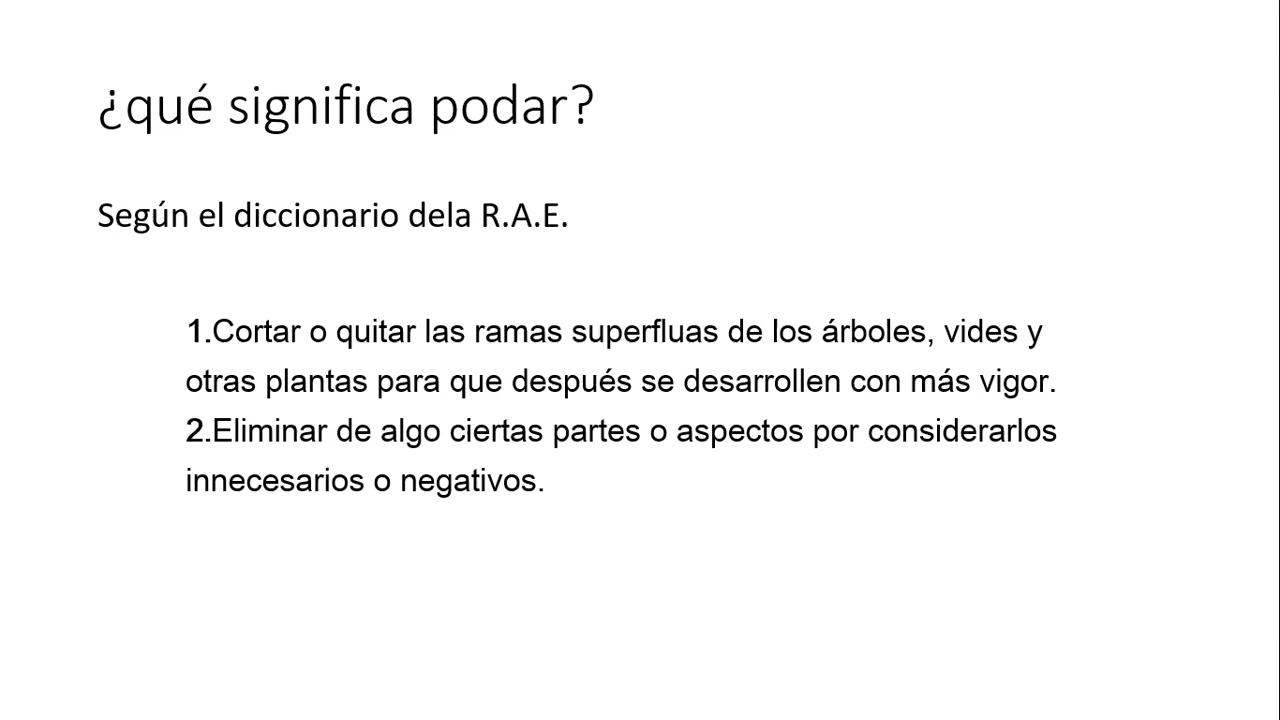 ¿qué significa podar?
Según el diccionario dela R.A.E.
1.Cortar o quitar las ramas superfluas de los árboles, vides y
otras plantas para que después se desarrollen con más vigor.
2.Eliminar de algo ciertas partes o aspectos por considerarlos
innecesarios o negativos.